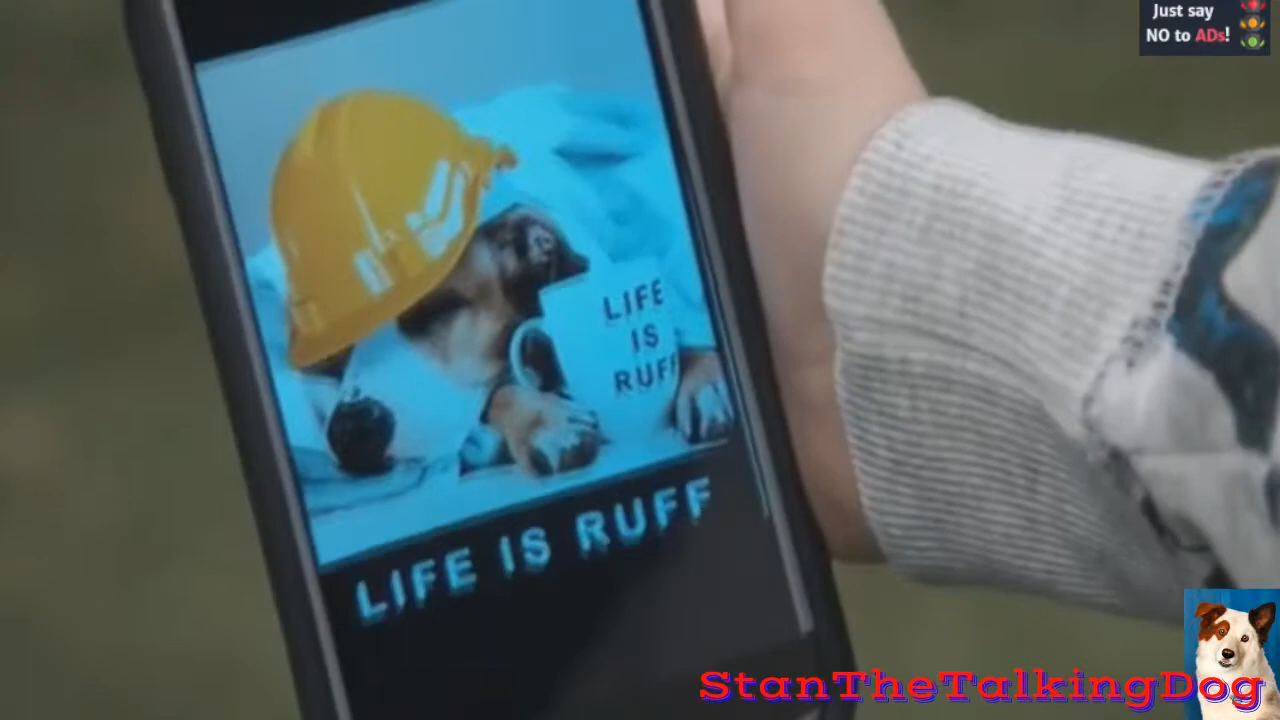 Just say
NO to ADs!
LIFE
IS
RUFF
LIFE IS RUFF
StanTheTalkingDog